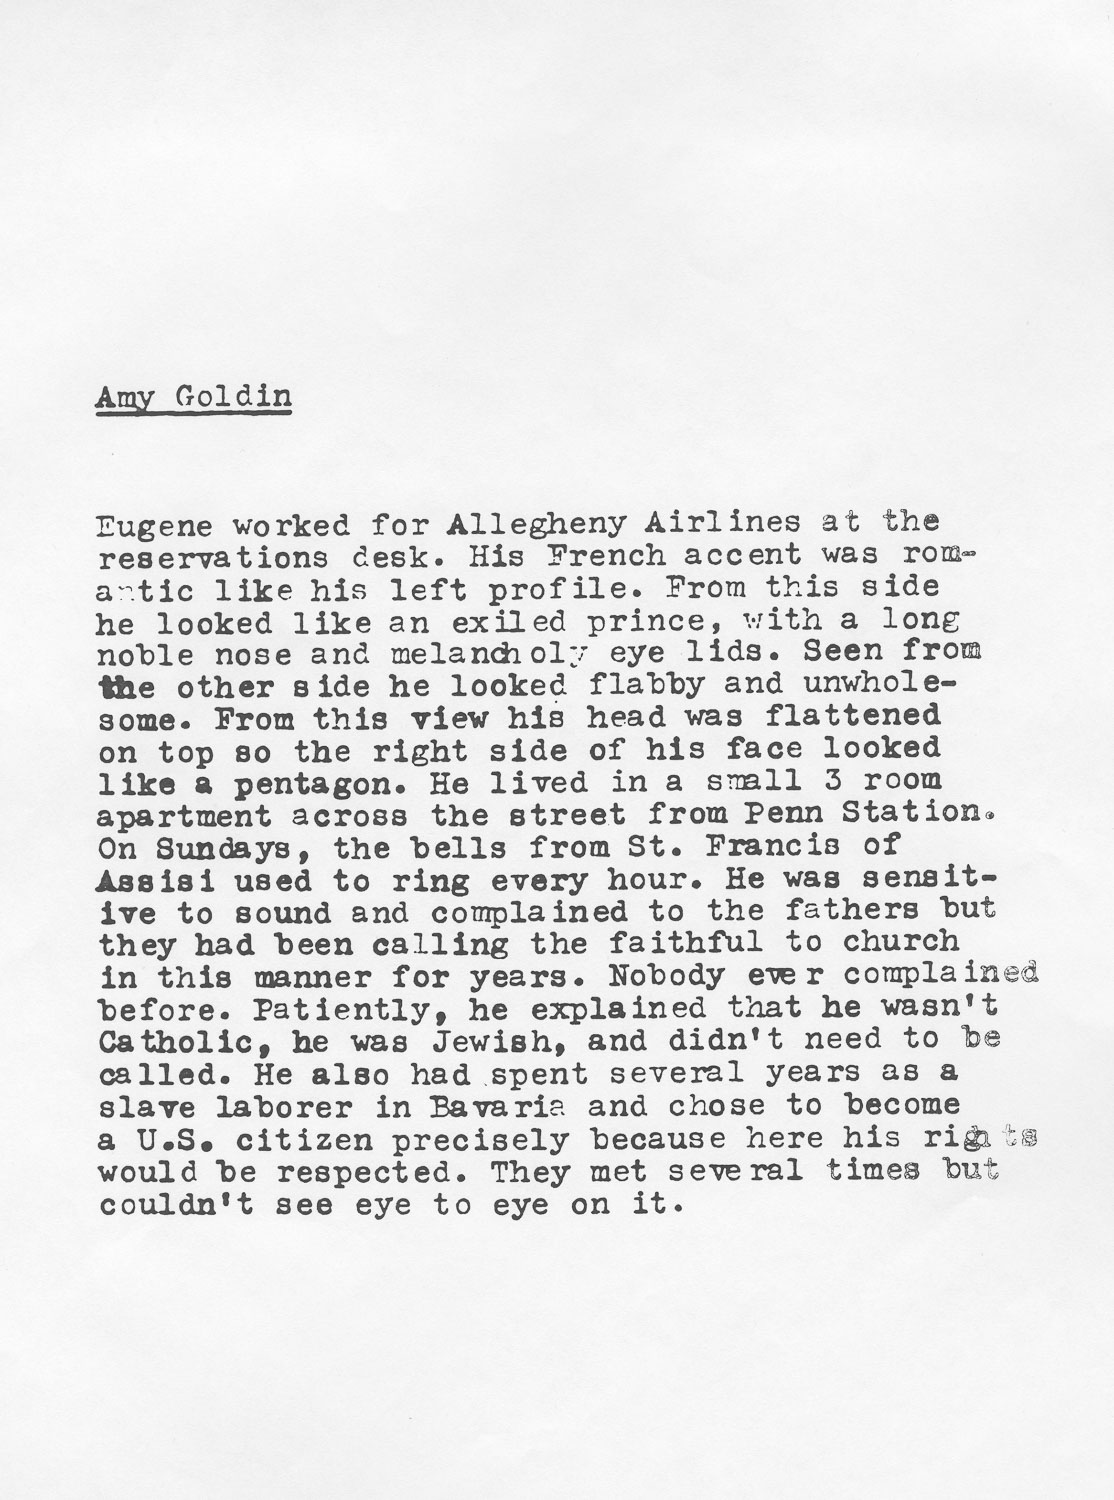 Amy Goldin
Eugene worked for Allegheny Airlines at the
reservations desk. His French accent was rom-
antic like his left profile. From this side
he looked like an exiled prince, with a long
noble nose and melancholy eye lids. Seen from
the other side he looked flabby and unwhole-
some. From this view his head was flattened
on top so the right side of his face looked
like a pentagon. He lived in a small 3 room
apartment across the street from Penn Station.
On Sundays, the bells from St. Francis of
Assisi used to ring every hour. He was sensit-
ive to sound and complained to the fathers but
they had been calling the faithful to church
in this manner for years. Nobody ever complained
before. Patiently, he explained that he wasn't
Catholic, he was Jewish, and didn't need to be
called. He also had spent several years as a
slave laborer in Bavaria and chose to become
a U.S. citizen precisely because here his rights
would be respected. They met several times but
couldn't see eye to eye on it.